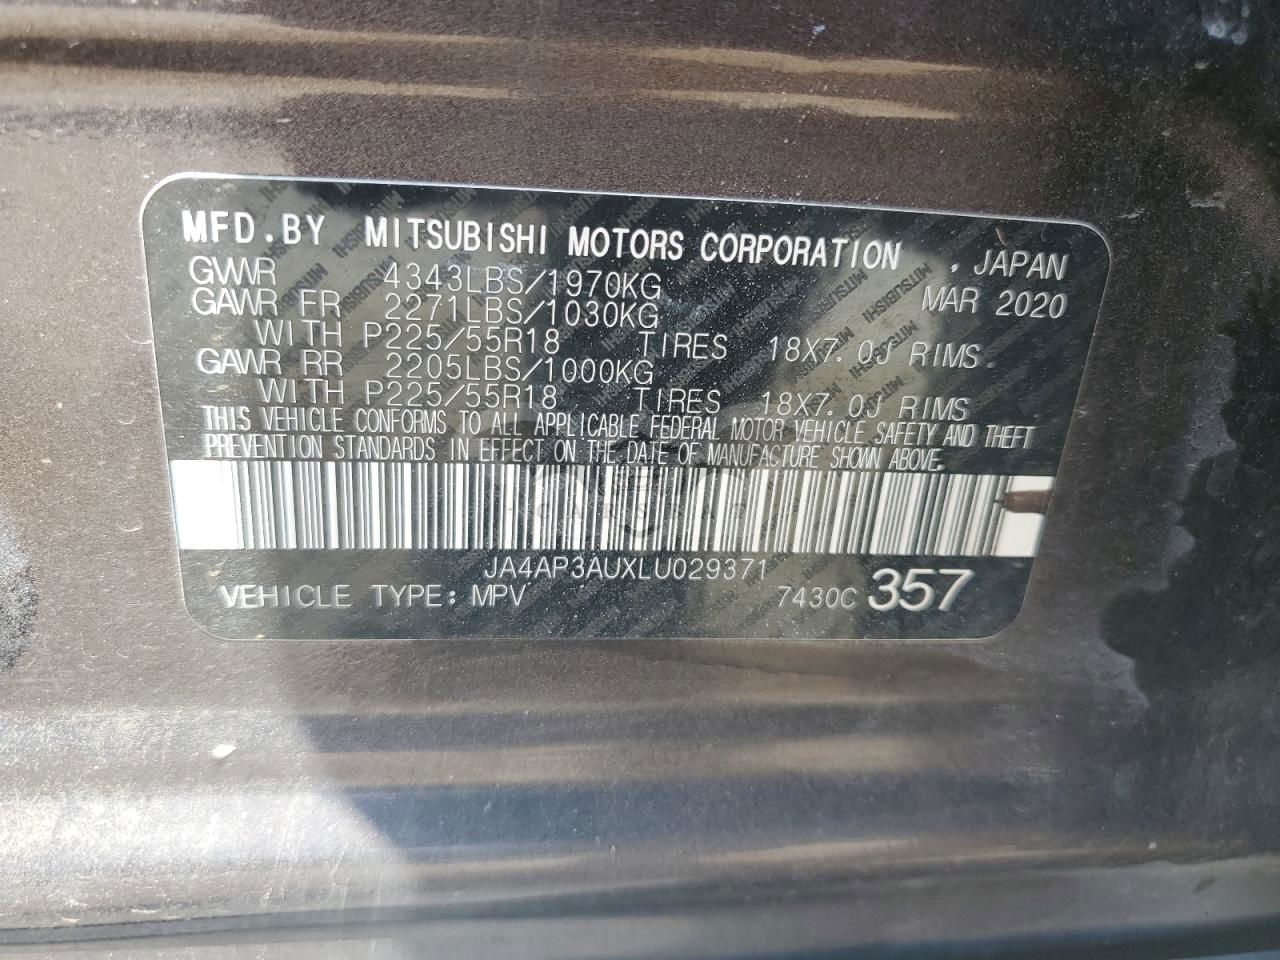 MFD.BY MITSUBISHI MOTORS CORPORATION , JAPAN
GVWR 4343LBS/1970KG MAR 2020
GAWR FR 2271LBS/1030KG
WITH P225/55R18 TIRES 18X7.0J RIMS.
GAWR RR 2205LBS/1000KG
WITH P225/55R18 TIRES 18X7.0J RIMS
THIS VEHICLE CONFORMS TO ALL APPLICABLE FEDERAL MOTOR VEHICLE SAFETY AND THEFT
PREVENTION STANDARDS IN EFFECT ON THE DATE OF MANUFACTURE SHOWN ABOVE.
JA4AP3AUXLU029371
VEHICLE TYPE: MPV 7430C 357